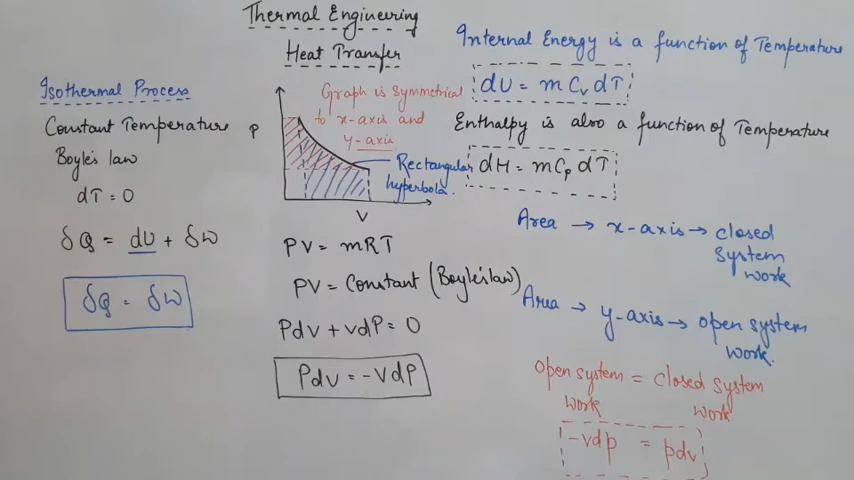 Thermal Engineering
Heat Transfer
Isothermal Process
Constant Temperature
Boyle's law
dT = 0
δQ = dU + δW
δQ = δW
P
Graph is Symmetrical
to x-axis and
y-axis
Rectangular
hyperbola.
V
PV = mRT
PV = Constant (Boyle's law)
Pdv + vdP = 0
Pdv = -VdP
Internal Energy is a function of Temperature
dU = m Cv dT
Enthalpy is also a function of Temperature
dH = mCp dT
Area → x-axis → closed
system
work
Area → y-axis → open system
work.
Open system = closed system
work work
-vdp = pdv